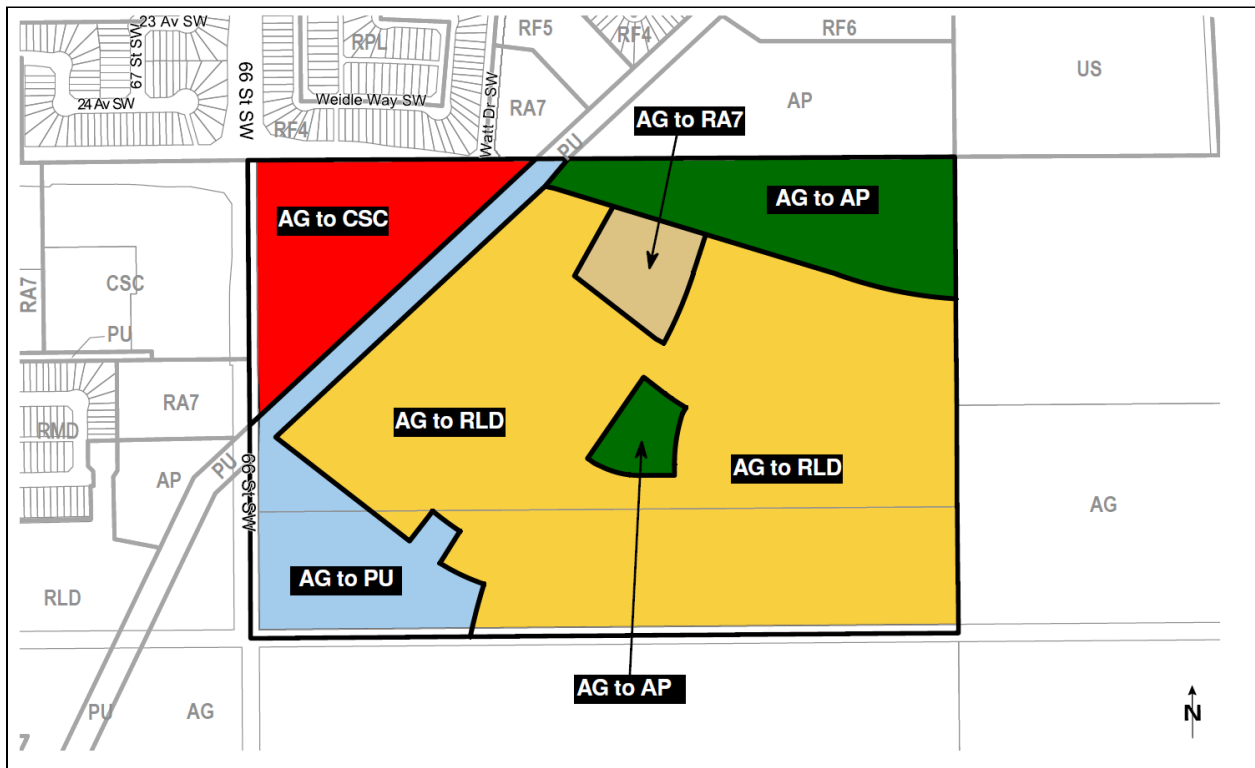 23 Av SW
67 St SW
24 Av SW
66 St SW
RPL
Weidle Way SW
RF4
Watt Dr SW
RF5
RF4
RA7
RF6
AP
US
PU
AG to RA7
AG to CSC
AG to AP
CSC
RA7
PU
RA7
RMD
AP
PU
66 St SW
AG to RLD
AG to RLD
AG
AG to PU
RLD
AG to AP
PU
AG
7
N